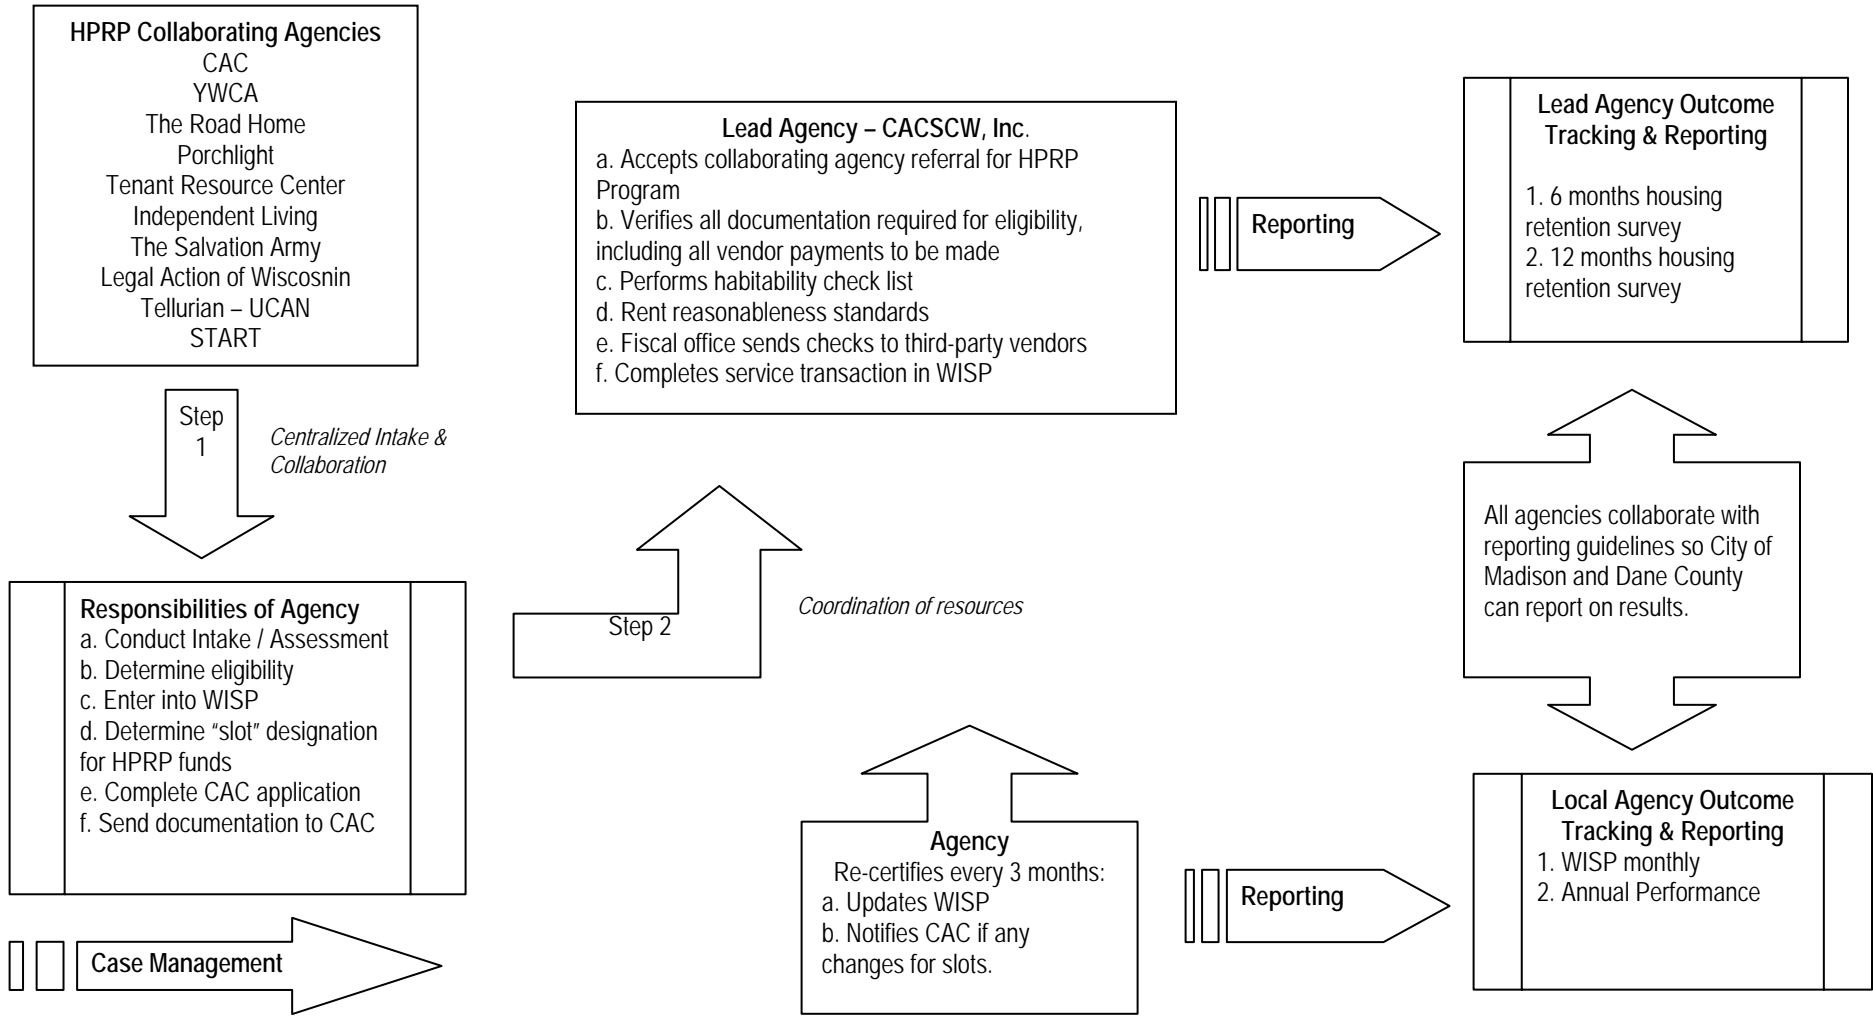 HPRP Collaborating Agencies
CAC
YWCA
The Road Home
Porchlight
Tenant Resource Center
Independent Living
The Salvation Army
Legal Action of Wiscosnin
Tellurian – UCAN
START
Step
1
Centralized Intake &
Collaboration
Responsibilities of Agency
a. Conduct Intake / Assessment
b. Determine eligibility
c. Enter into WISP
d. Determine “slot” designation
for HPRP funds
e. Complete CAC application
f. Send documentation to CAC
Case Management
Step 2
Coordination of resources
Lead Agency – CACSCW, Inc.
a. Accepts collaborating agency referral for HPRP
Program
b. Verifies all documentation required for eligibility,
including all vendor payments to be made
c. Performs habitability check list
d. Rent reasonableness standards
e. Fiscal office sends checks to third-party vendors
f. Completes service transaction in WISP
Reporting
Lead Agency Outcome
Tracking & Reporting
1. 6 months housing
retention survey
2. 12 months housing
retention survey
All agencies collaborate with
reporting guidelines so City of
Madison and Dane County
can report on results.
Agency
Re-certifies every 3 months:
a. Updates WISP
b. Notifies CAC if any
changes for slots.
Reporting
Local Agency Outcome
Tracking & Reporting
1. WISP monthly
2. Annual Performance